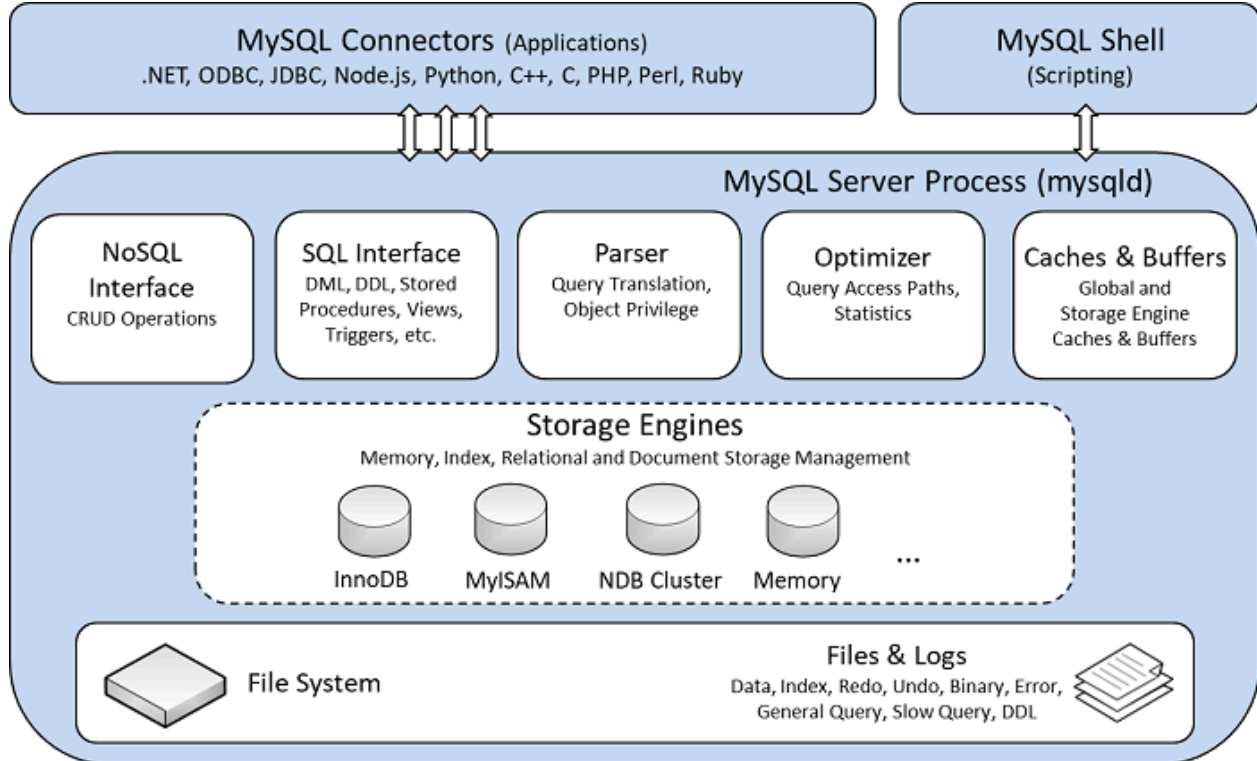 MySQL Connectors (Applications)
.NET, ODBC, JDBC, Node.js, Python, C++, C, PHP, Perl, Ruby
MySQL Shell
(Scripting)
MySQL Server Process (mysqld)
NoSQL
Interface
CRUD Operations
SQL Interface
DML, DDL, Stored
Procedures, Views,
Triggers, etc.
Parser
Query Translation,
Object Privilege
Optimizer
Query Access Paths,
Statistics
Caches & Buffers
Global and
Storage Engine
Caches & Buffers
Storage Engines
Memory, Index, Relational and Document Storage Management
InnoDB
MyISAM
NDB Cluster
Memory
...
File System
Files & Logs
Data, Index, Redo, Undo, Binary, Error,
General Query, Slow Query, DDL